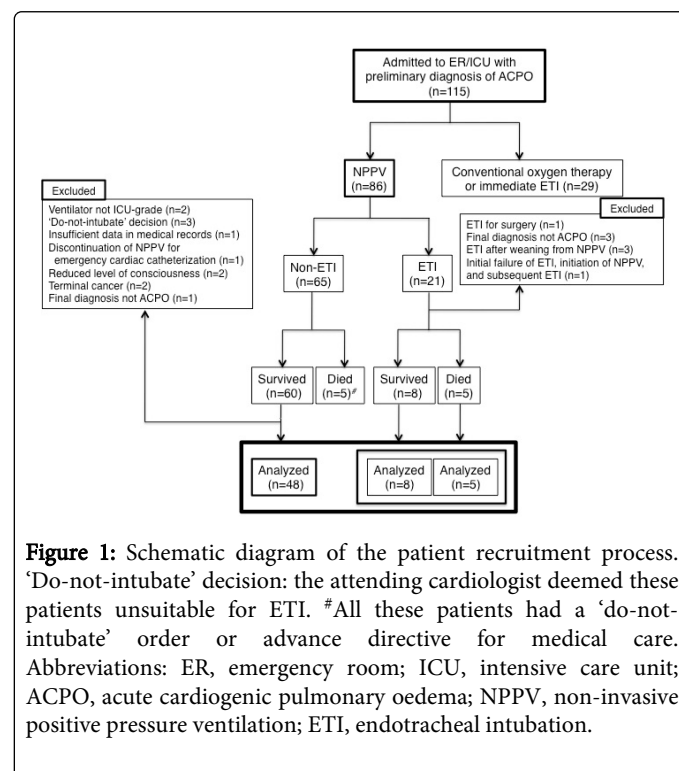 Admitted to ER/ICU with
preliminary diagnosis of ACPO
(n=115)
NPPV
(n=86)
Conventional oxygen therapy
or immediate ETI (n=29)
Excluded
Ventilator not ICU-grade (n=2)
‘Do-not-intubate’ decision (n=3)
Insufficient data in medical records (n=1)
Discontinuation of NPPV for
emergency cardiac catheterization (n=1)
Reduced level of consciousness (n=2)
Terminal cancer (n=2)
Final diagnosis not ACPO (n=1)
Excluded
ETI for surgery (n=1)
Final diagnosis not ACPO (n=3)
ETI after weaning from NPPV (n=3)
Initial failure of ETI, initiation of NPPV,
and subsequent ETI (n=1)
Non-ETI
(n=65)
ETI
(n=21)
Survived
(n=60)
Died
(n=5)#
Survived
(n=8)
Died
(n=5)
Analyzed
(n=48)
Analyzed
(n=8)
Analyzed
(n=5)
Figure 1: Schematic diagram of the patient recruitment process.
‘Do-not-intubate’ decision: the attending cardiologist deemed these
patients unsuitable for ETI. #All these patients had a ‘do-not-
intubate’ order or advance directive for medical care.
Abbreviations: ER, emergency room; ICU, intensive care unit;
ACPO, acute cardiogenic pulmonary oedema; NPPV, non-invasive
positive pressure ventilation; ETI, endotracheal intubation.